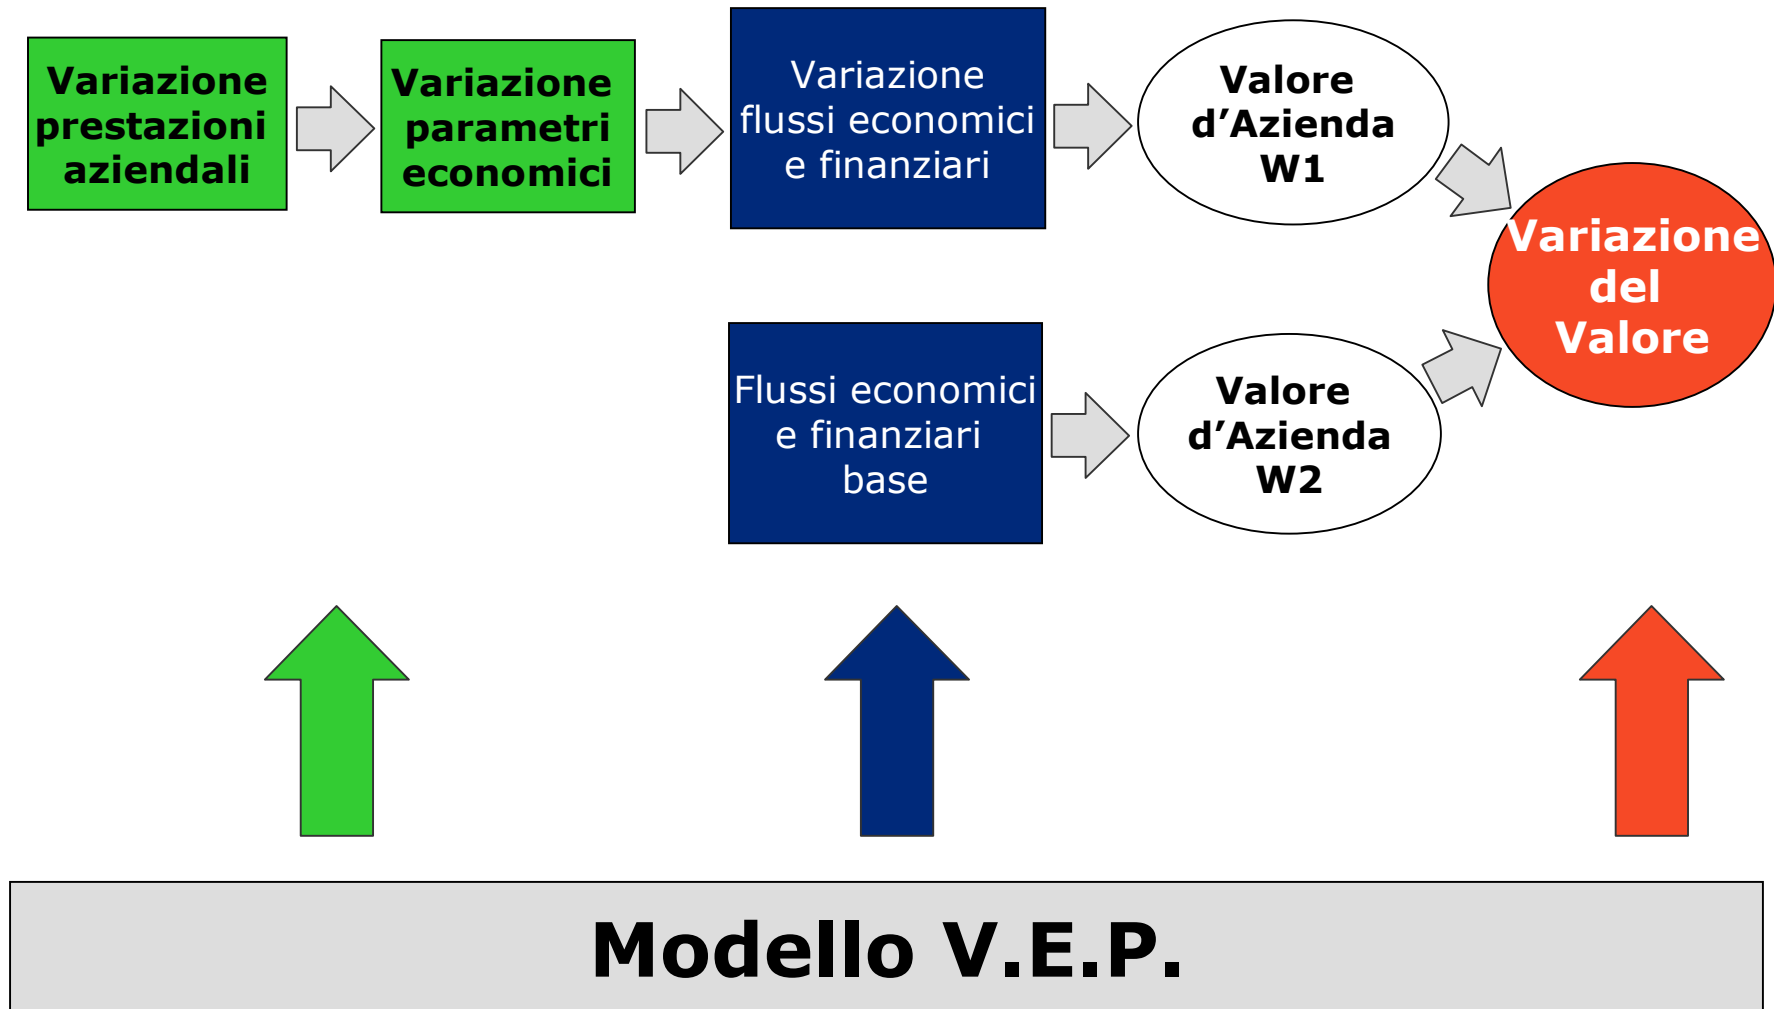 Variazione
prestazioni
aziendali
Variazione
parametri
economici
Variazione
flussi economici
e finanziari
Valore
d’Azienda
W1
Variazione
del
Valore
Flussi economici
e finanziari
base
Valore
d’Azienda
W2
Modello V.E.P.